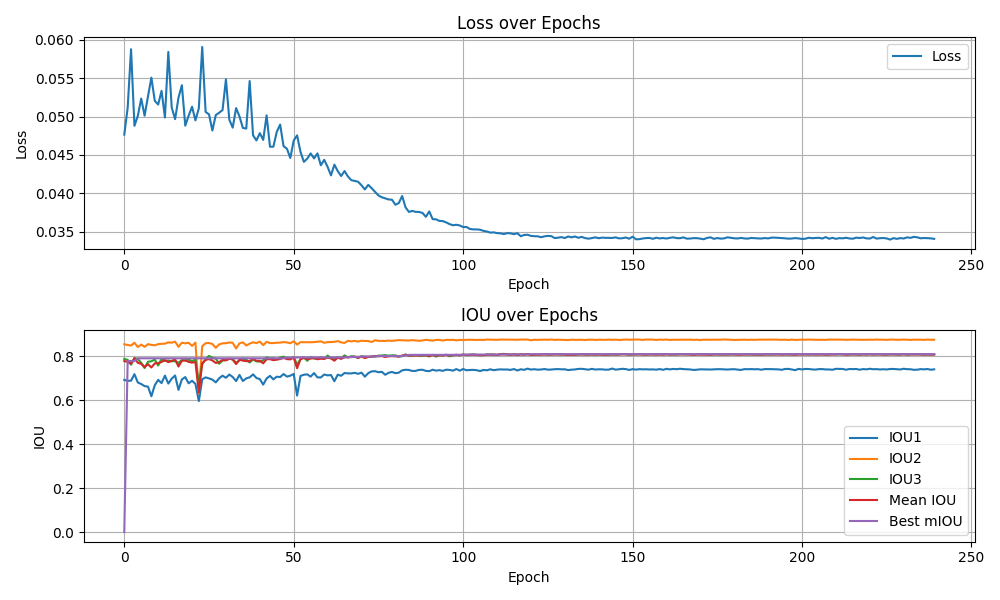 Loss over Epochs
0.060
0.055
0.050
0.045
0.040
0.035
Loss
Loss
0 50 100 150 200 250
Epoch
IOU over Epochs
0.8
0.6
0.4
0.2
0.0
IOU
IOU1
IOU2
IOU3
Mean IOU
Best mIOU
0 50 100 150 200 250
Epoch